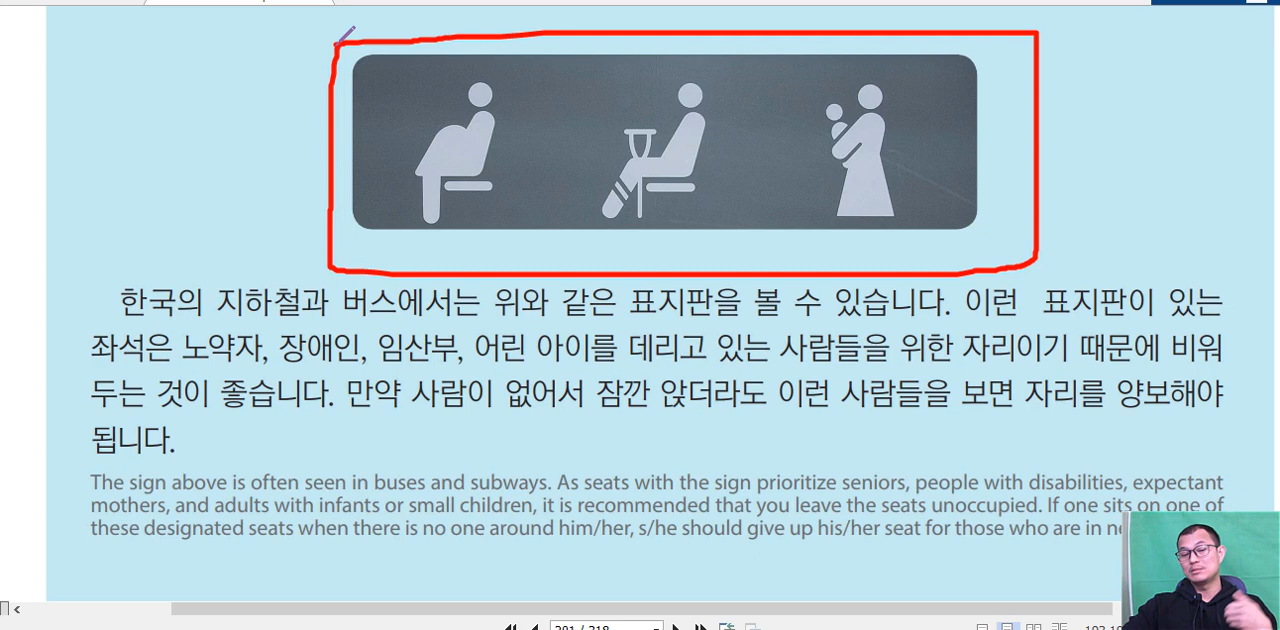 한국의 지하철과 버스에서는 위와 같은 표지판을 볼 수 있습니다. 이런 표지판이 있는
좌석은 노약자, 장애인, 임산부, 어린 아이를 데리고 있는 사람들을 위한 자리이기 때문에 비워
두는 것이 좋습니다. 만약 사람이 없어서 잠깐 앉더라도 이런 사람들을 보면 자리를 양보해야
됩니다.
The sign above is often seen in buses and subways. As seats with the sign prioritize seniors, people with disabilities, expectant
mothers, and adults with infants or small children, it is recommended that you leave the seats unoccupied. If one sits on one of
these designated seats when there is no one around him/her, s/he should give up his/her seat for those who are in